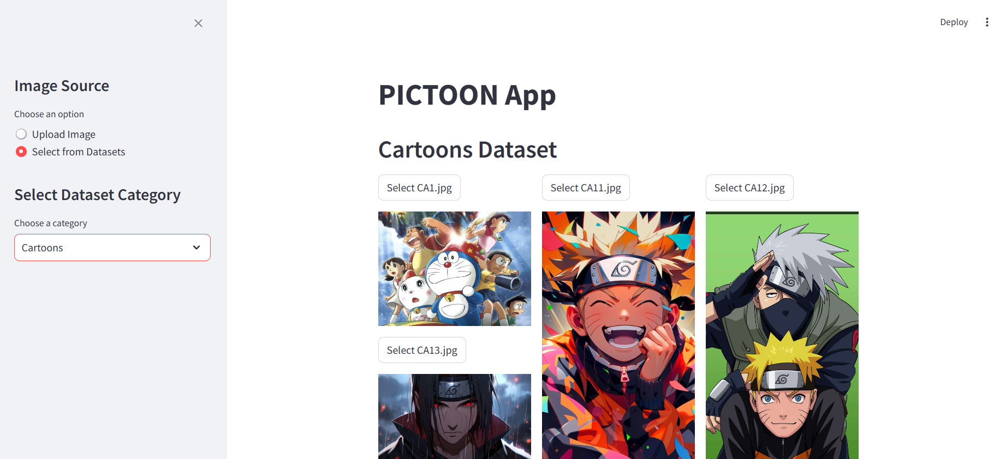 Deploy
Image Source
Choose an option
Upload Image
Select from Datasets
Select Dataset Category
Choose a category
Cartoons
PICTOON App
Cartoons Dataset
Select CA1.jpg
Select CA11.jpg
Select CA12.jpg
Select CA13.jpg